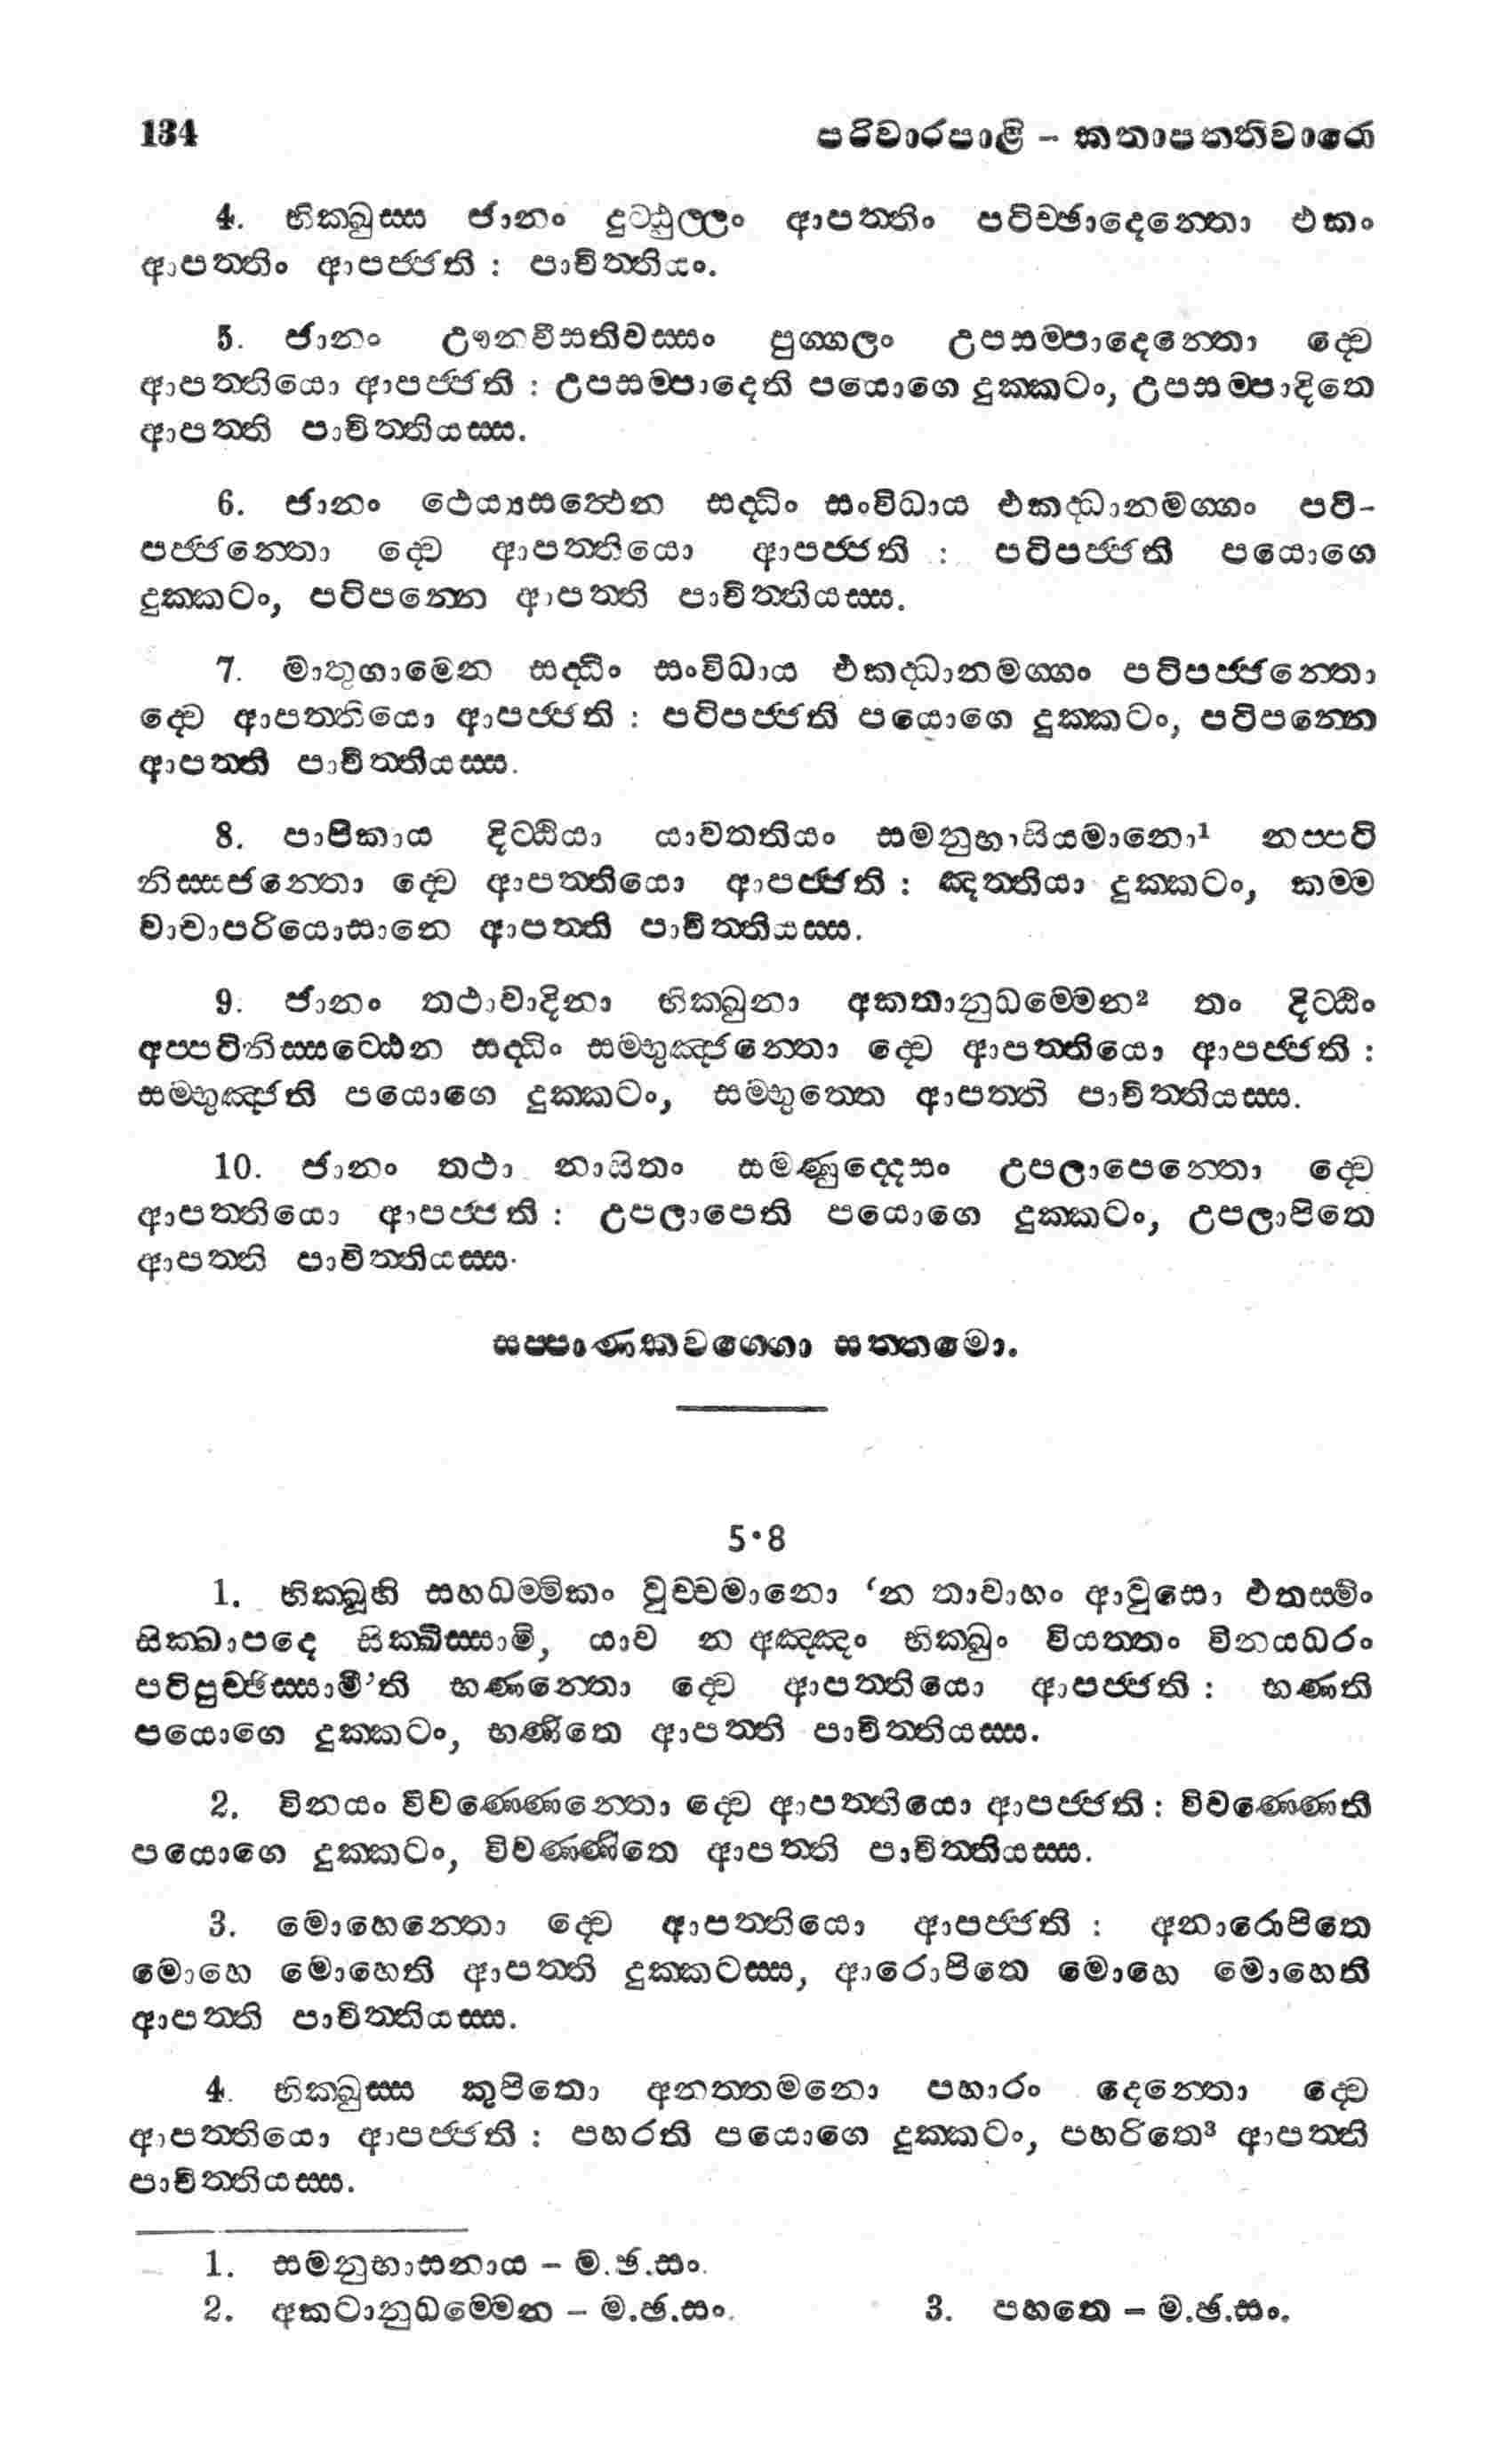 134 පරිවාරපාළි – කතාපත්තිවාරො
4. භික්ඛුස්ස ජානං දුට්ඨුල්ලං ආපත්තිං පටිච්ඡාදෙන්තො එකං
ආපත්තිං ආපජ්ජති : පාචිත්තියං.
5. ජානං ඌනවීසතිවස්සං පුග්ගලං උපසම්පාදෙන්තො ද්වෙ
ආපත්තියො ආපජ්ජති : උපසම්පාදෙති පයොගෙ දුක්කටං, උපසම්පාදිතෙ
ආපත්ති පාචිත්තියස්ස.
6. ජානං ථෙය්‍යසත්ථෙන සද්ධිං සංවිධාය එකද්ධානමග්ගං පටි-
පජ්ජන්තො ද්වෙ ආපත්තියො ආපජ්ජති : පටිපජ්ජති පයොගෙ
දුක්කටං, පටිපන්නෙ ආපත්ති පාචිත්තියස්ස.
7. මාතුගාමෙන සද්ධිං සංවිධාය එකද්ධානමග්ගං පටිපජ්ජන්තො
ද්වෙ ආපත්තියො ආපජ්ජති : පටිපජ්ජති පයොගෙ දුක්කටං, පටිපන්නෙ
ආපත්ති පාචිත්තියස්ස.
8. පාපිකාය දිට්ඨියා යාවතතියං සමනුභාසියමානො¹ නප්පටි
නිස්සජන්තො ද්වෙ ආපත්තියො ආපජ්ජති : ඤත්තියා දුක්කටං, කම්ම
වාචාපරියොසානෙ ආපත්ති පාචිත්තියස්ස.
9. ජානං තථාවාදිනා භික්ඛුනා අකතානුධම්මෙන² තං දිට්ඨිං
අප්පටිනිස්සට්ඨෙන සද්ධිං සම්භුඤ්ජන්තො ද්වෙ ආපත්තියො ආපජ්ජති :
සම්භුඤ්ජති පයොගෙ දුක්කටං, සම්භුත්තෙ ආපත්ති පාචිත්තියස්ස.
10. ජානං තථා නාසිතං සමණුද්දෙසං උපලාපෙන්තො ද්වෙ
ආපත්තියො ආපජ්ජති : උපලාපෙති පයොගෙ දුක්කටං, උපලාපිතෙ
ආපත්ති පාචිත්තියස්ස.
සප්පාණකවග්ගො සත්තමො.
5·8
1. භික්ඛූහි සහධම්මිකං වුච්චමානො ‘න තාවාහං ආවුසො එතස්මිං
සික්ඛාපදෙ සික්ඛිස්සාමි, යාව න අඤ්ඤං භික්ඛුං වියත්තං විනයධරං
පටිපුච්ඡිස්සාමී’ති භණන්තො ද්වෙ ආපත්තියො ආපජ්ජති : භණති
පයොගෙ දුක්කටං, භණිතෙ ආපත්ති පාචිත්තියස්ස.
2. විනයං විවණ්ණෙන්තො ද්වෙ ආපත්තියො ආපජ්ජති : විවණ්ණෙති
පයොගෙ දුක්කටං, විවණ්ණිතෙ ආපත්ති පාචිත්තියස්ස.
3. මොහෙන්තො ද්වෙ ආපත්තියො ආපජ්ජති : අනාරොපිතෙ
මොහෙ මොහෙති ආපත්ති දුක්කටස්ස, ආරොපිතෙ මොහෙ මොහෙති
ආපත්ති පාචිත්තියස්ස.
4. භික්ඛුස්ස කුපිතො අනත්තමනො පහාරං දෙන්තො ද්වෙ
ආපත්තියො ආපජ්ජති : පහරති පයොගෙ දුක්කටං, පහරිතෙ³ ආපත්ති
පාචිත්තියස්ස.
1. සමනුභාසනාය – ම.ඡ.සං.
2. අකටානුධම්මෙන – ම.ඡ.සං. 3. පහතෙ – ම.ඡ.සං.